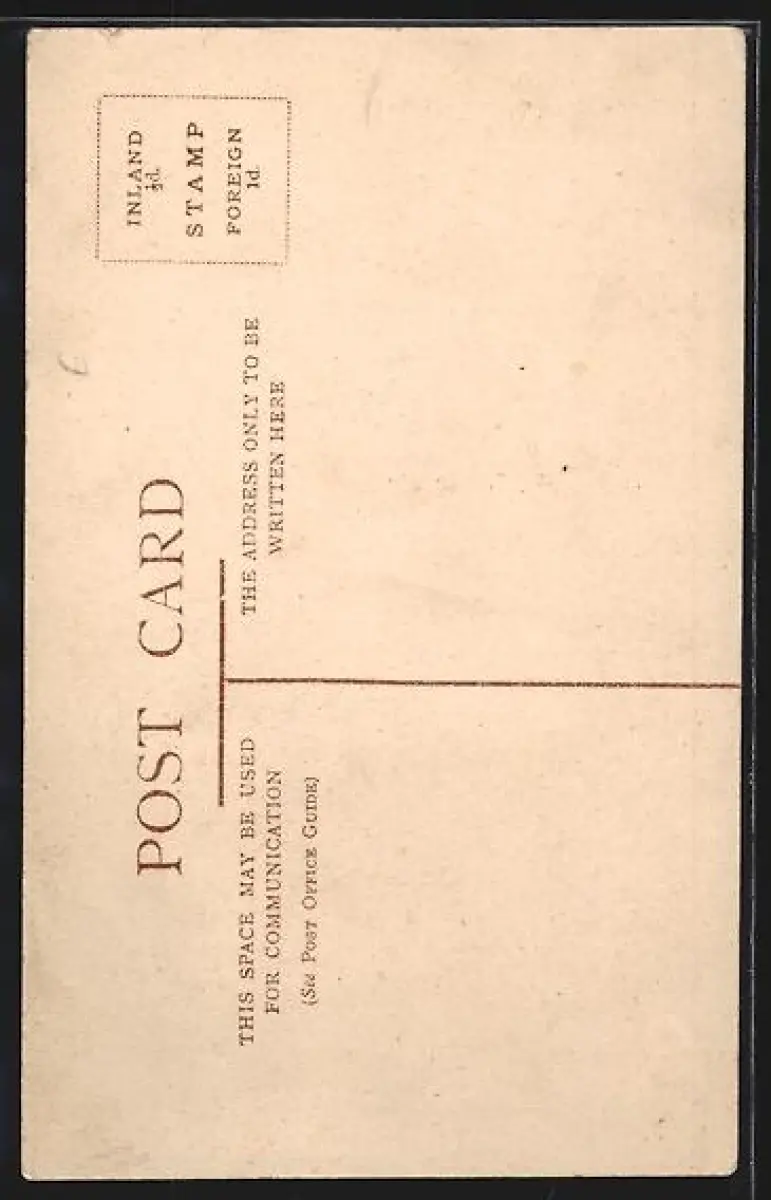 POST CARD
INLAND
½d.
STAMP
FOREIGN
1d.
THIS SPACE MAY BE USED
FOR COMMUNICATION
(See POST OFFICE GUIDE)
THE ADDRESS ONLY TO BE
WRITTEN HERE